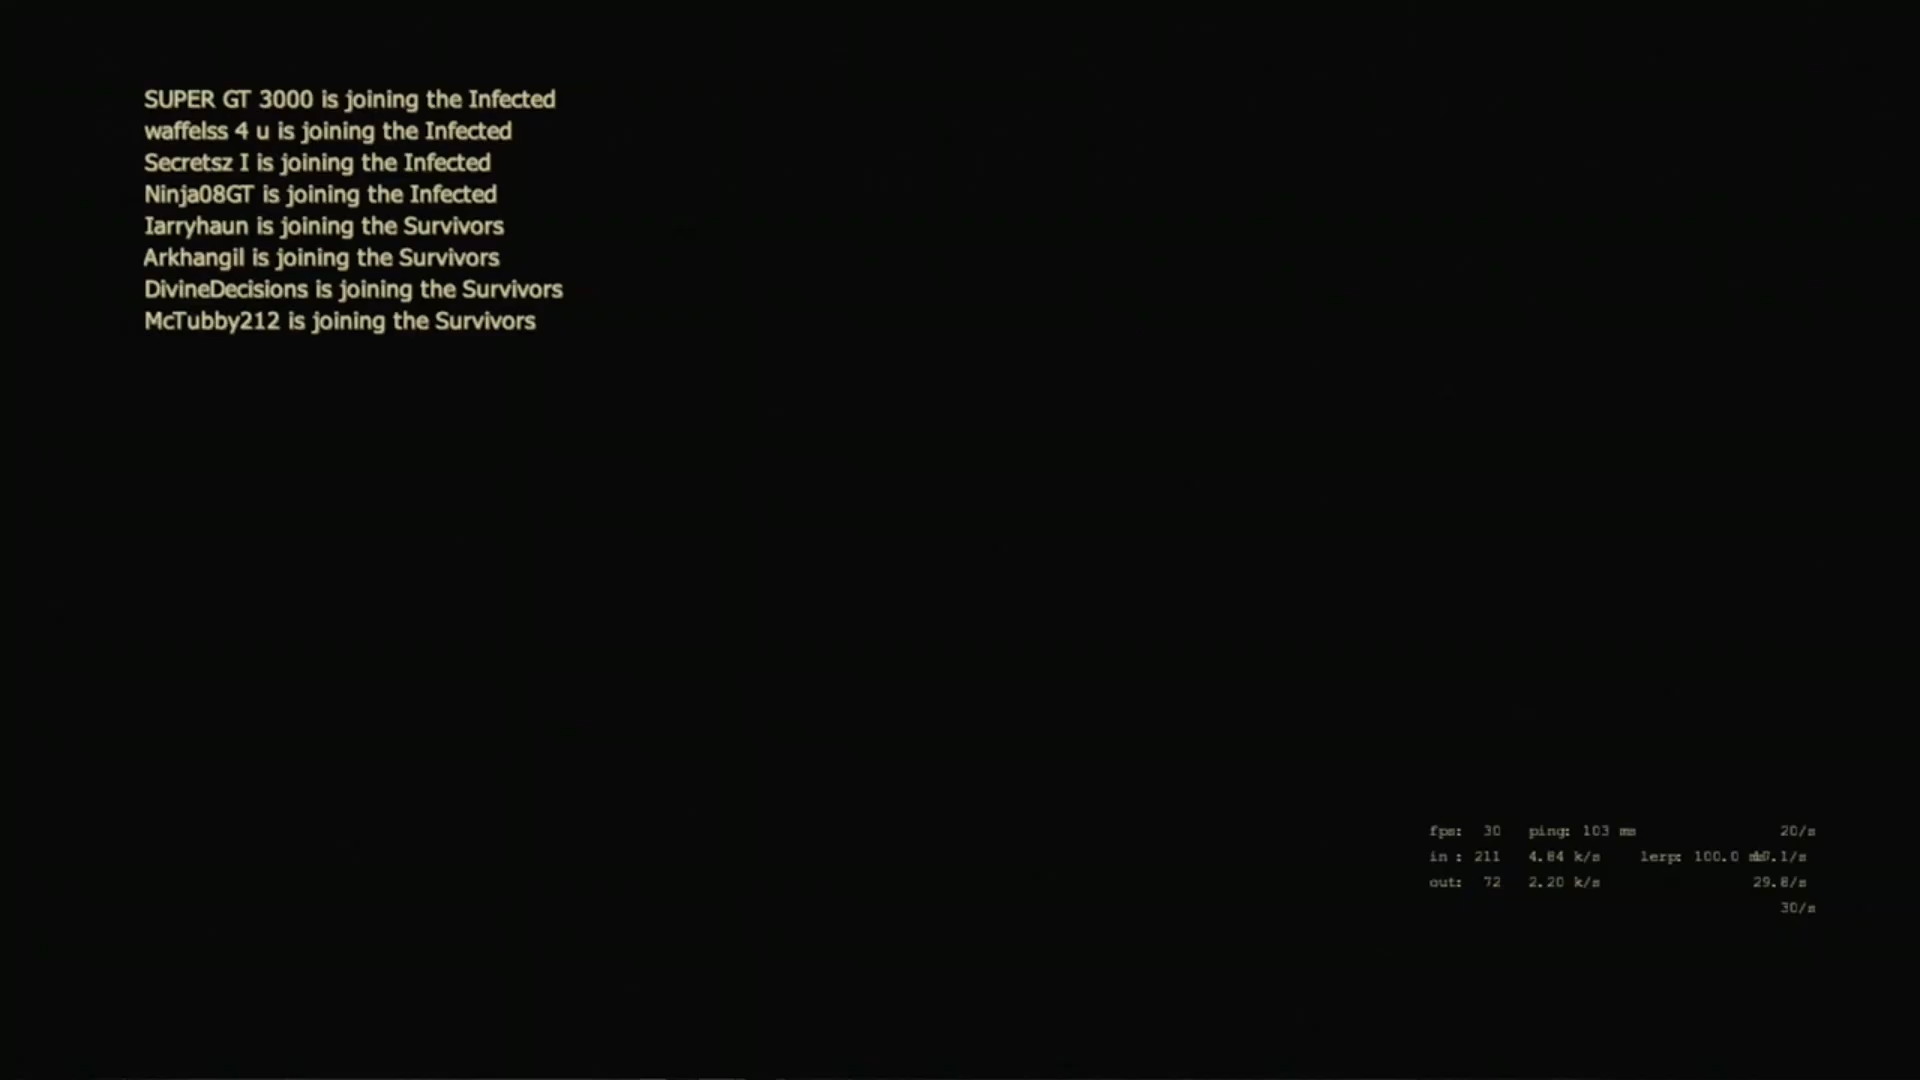 SUPER GT 3000 is joining the Infected
waffelss 4 u is joining the Infected
Secretsz I is joining the Infected
Ninja08GT is joining the Infected
Iarryhaun is joining the Survivors
Arkhangil is joining the Survivors
DivineDecisions is joining the Survivors
McTubby212 is joining the Survivors
fps: 30 ping: 103 ms 20/s
in : 211 4.84 k/s lerp: 100.0
out: 72 2.20 k/s 29.8/s
30/s